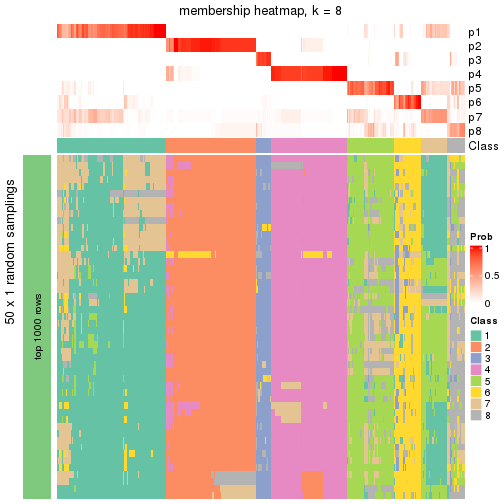 membership heatmap, k = 8
p1
p2
p3
p4
p5
p6
p7
p8
Class
50 x 1 random samplings
top 1000 rows
Prob
1
0.5
0
Class
1
2
3
4
5
6
7
8